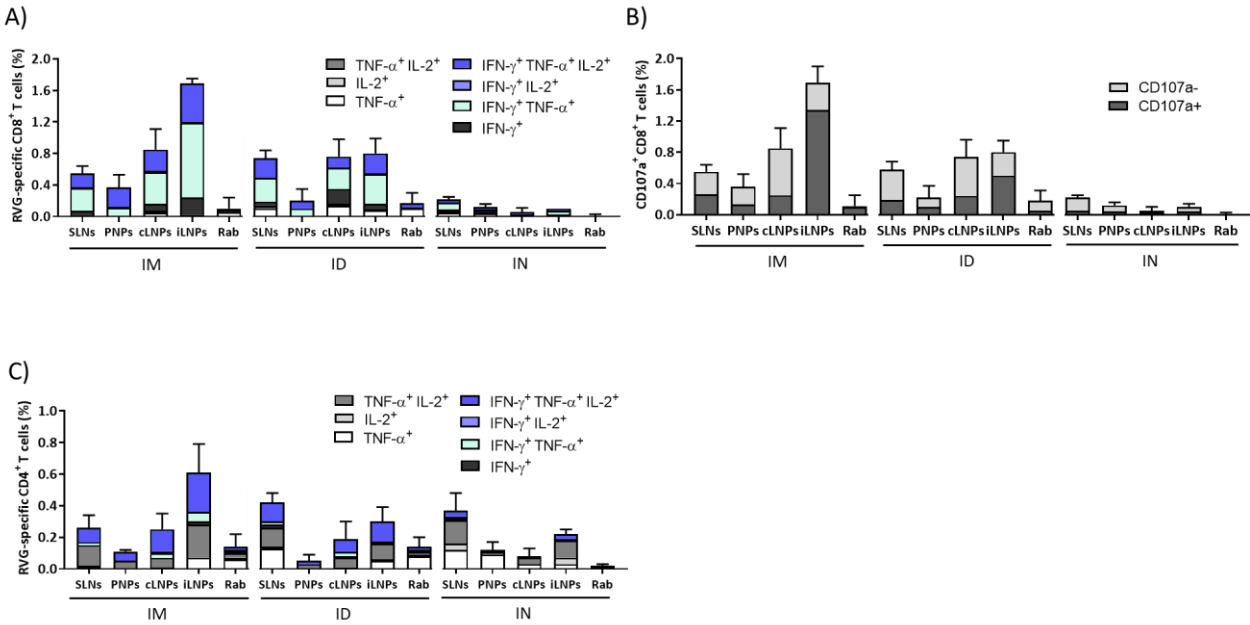 A)
RVG-specific CD8⁺ T cells (%)
2.0
1.6
1.2
0.8
0.4
0.0
TNF-α⁺ IL-2⁺
IL-2⁺
TNF-α⁺
IFN-γ⁺ TNF-α⁺ IL-2⁺
IFN-γ⁺ IL-2⁺
IFN-γ⁺ TNF-α⁺
IFN-γ⁺
SLNs PNPs cLNPs iLNPs Rab SLNs PNPs cLNPs iLNPs Rab SLNs PNPs cLNPs iLNPs Rab
IM ID IN
B)
CD107a⁺ CD8⁺ T cells (%)
2.0
1.6
1.2
0.8
0.4
0.0
CD107a-
CD107a+
SLNs PNPs cLNPs iLNPs Rab SLNs PNPs cLNPs iLNPs Rab SLNs PNPs cLNPs iLNPs Rab
IM ID IN
C)
RVG-specific CD4⁺ T cells (%)
1.0
0.8
0.6
0.4
0.2
0.0
TNF-α⁺ IL-2⁺
IL-2⁺
TNF-α⁺
IFN-γ⁺ TNF-α⁺ IL-2⁺
IFN-γ⁺ IL-2⁺
IFN-γ⁺ TNF-α⁺
IFN-γ⁺
SLNs PNPs cLNPs iLNPs Rab SLNs PNPs cLNPs iLNPs Rab SLNs PNPs cLNPs iLNPs Rab
IM ID IN